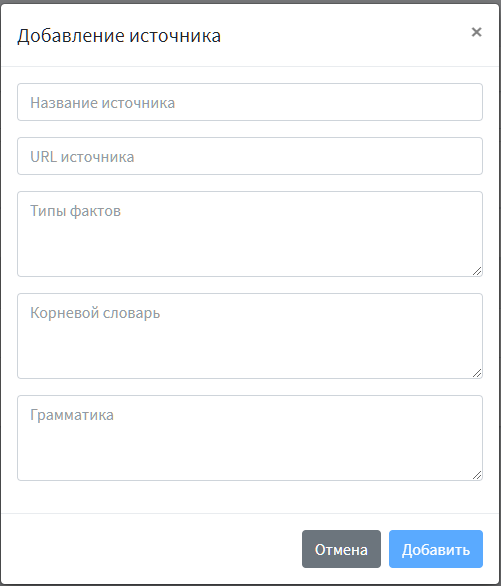 Добавление источника
×
Название источника
URL источника
Типы фактов
Корневой словарь
Грамматика
Отмена
Добавить